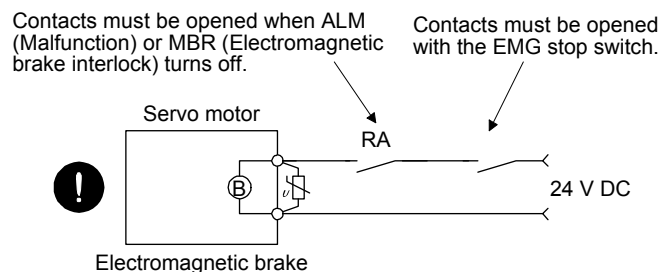 Contacts must be opened when ALM
(Malfunction) or MBR (Electromagnetic
brake interlock) turns off.
Contacts must be opened
with the EMG stop switch.
Servo motor
RA
B
U
24 V DC
Electromagnetic brake